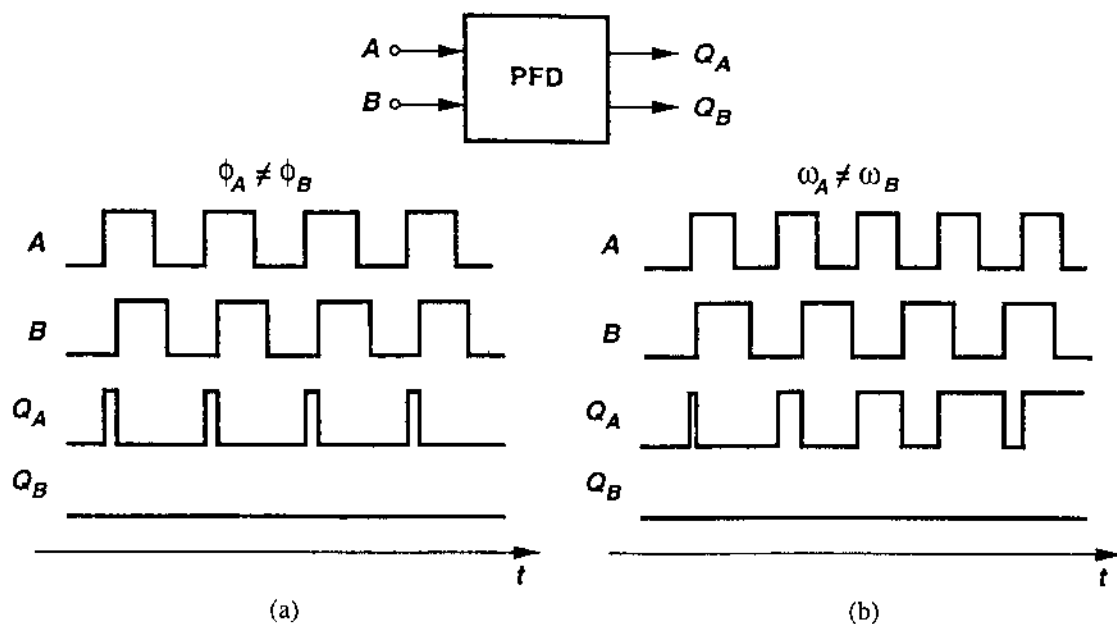 A
PFD
Q_A
B
Q_B
ϕ_A ≠ ϕ_B
A
B
Q_A
Q_B
t
(a)
ω_A ≠ ω_B
A
B
Q_A
Q_B
t
(b)